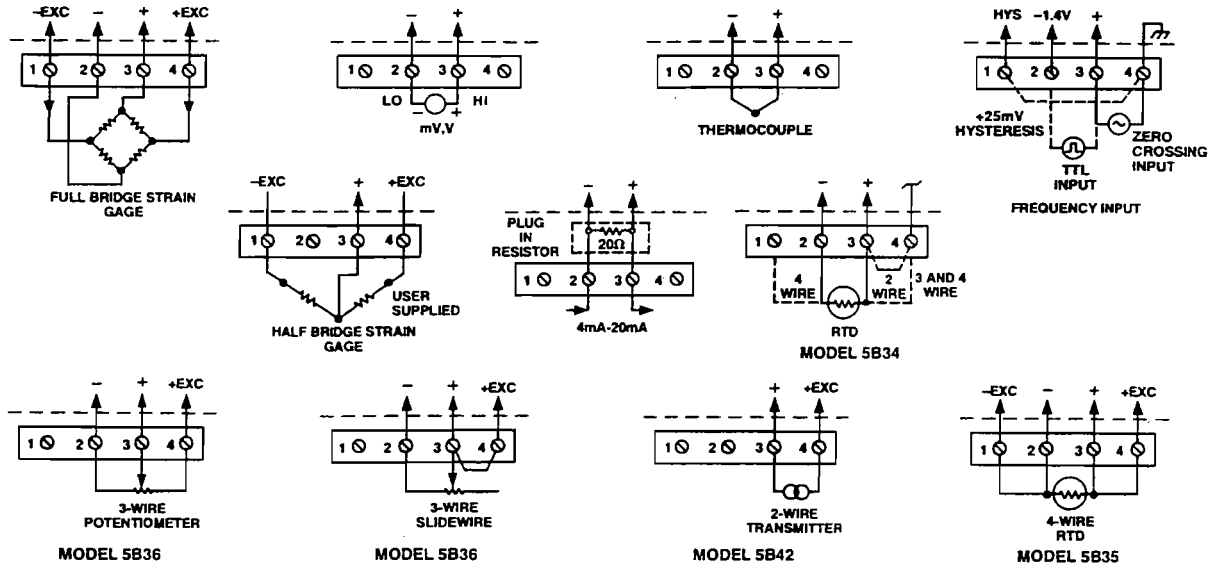 −EXC − + +EXC
1 2 3 4
FULL BRIDGE STRAIN
GAGE
− +
1 2 3 4
LO HI
− +
mV,V
− +
1 2 3 4
THERMOCOUPLE
HYS −1.4V +
1 2 3 4
+25mV
HYSTERESIS
ZERO
CROSSING
INPUT
TTL
INPUT
FREQUENCY INPUT
−EXC + +EXC
1 2 3 4
USER
SUPPLIED
HALF BRIDGE STRAIN
GAGE
− +
PLUG
IN
RESISTOR
20Ω
1 2 3 4
4mA-20mA
− +
1 2 3 4
4
WIRE
2
WIRE
3 AND 4
WIRE
RTD
MODEL 5B34
− + +EXC
1 2 3 4
3-WIRE
POTENTIOMETER
MODEL 5B36
− + +EXC
1 2 3 4
3-WIRE
SLIDEWIRE
MODEL 5B36
+ +EXC
1 2 3 4
2-WIRE
TRANSMITTER
MODEL 5B42
−EXC − + +EXC
1 2 3 4
4-WIRE
RTD
MODEL 5B35